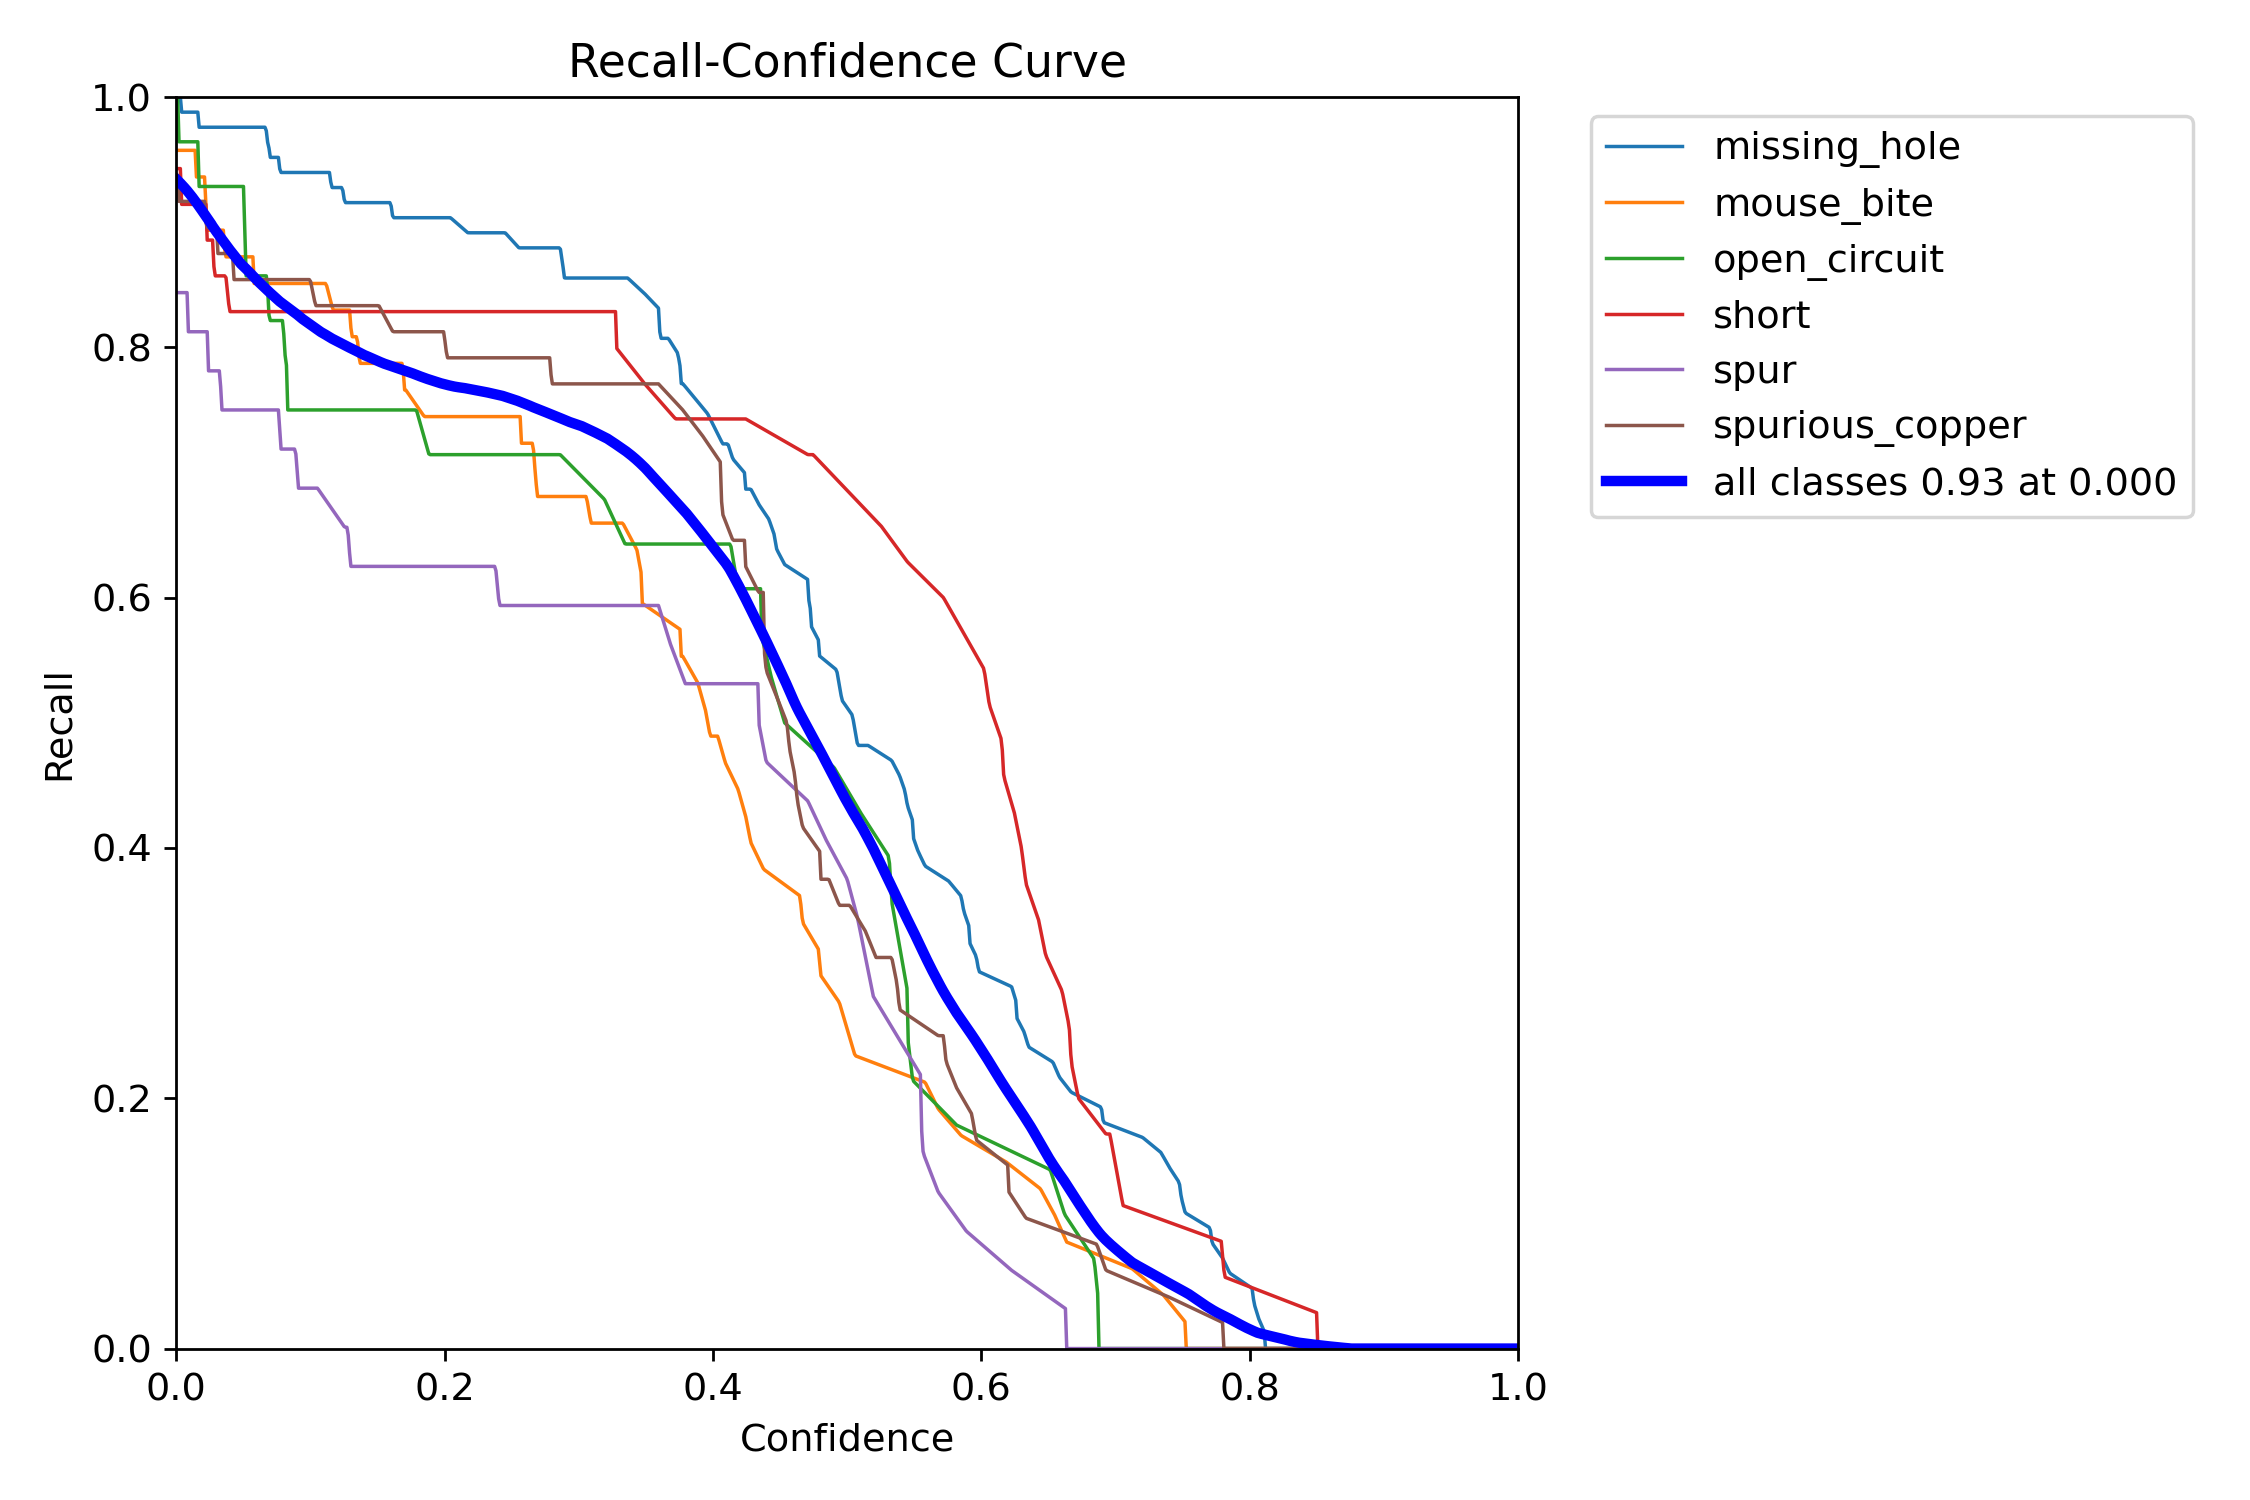 Recall-Confidence Curve
1.0
0.8
0.6
0.4
0.2
0.0
Recall
0.0 0.2 0.4 0.6 0.8 1.0
Confidence
missing_hole
mouse_bite
open_circuit
short
spur
spurious_copper
all classes 0.93 at 0.000